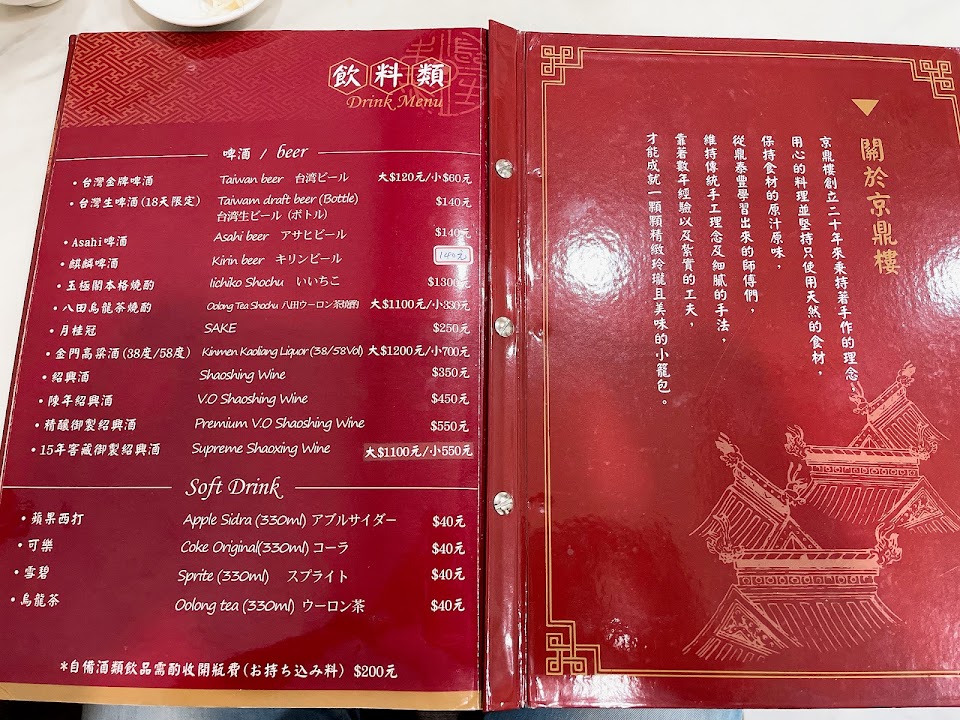 飲料類
Drink Menu
啤酒 / beer
•台灣金牌啤酒 Taiwan beer 台湾ビール 大$120元/小$60元
•台灣生啤酒(18天限定) Taiwam draft beer (Bottle) $140元
台湾生ビール (ボトル)
•Asahi啤酒 Asahi beer アサヒビール $140元
•麒麟啤酒 Kirin beer キリンビール 140元
•玉極閣本格燒酌 Iichiko Shochu いいちこ $1300元
•八田烏龍茶燒酌 Oolong Tea Shochu 八田ウーロン茶焼酌 大$1100元/小330元
•月桂冠 SAKE $250元
•金門高粱酒(38度/58度) Kinmen Kaoliang Liquor (38/58Vol) 大$1200元/小700元
•紹興酒 Shaoshing Wine $350元
•陳年紹興酒 V.O Shaoshing Wine $450元
•精釀御製紹興酒 Premium V.O Shaoshing Wine $550元
•15年窖藏御製紹興酒 Supreme Shaoxing Wine 大$1100元/小550元
Soft Drink
•蘋果西打 Apple Sidra (330ml) アブルサイダー $40元
•可樂 Coke Original(330ml) コーラ $40元
•雪碧 Sprite (330ml) スプライト $40元
•烏龍茶 Oolong tea (330ml) ウーロン茶 $40元
*自備酒類飲品需酌收開瓶費(お持ち込み料) $200元
關於京鼎樓
京鼎樓創立二十年來秉持著手作的理念，
用心的料理並堅持只使用天然的食材，
保持食材的原汁原味，
從鼎泰豐學習出來的師傅們，
維持傳統手工理念及細膩的手法，
靠著數年經驗以及紮實的工夫，
才能成就一顆顆精緻玲瓏且美味的小籠包。